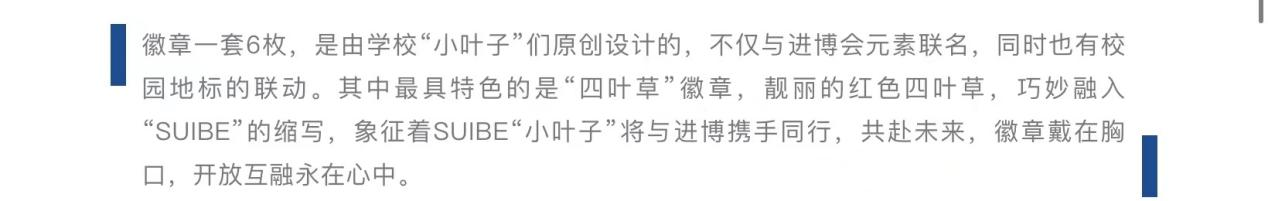 徽章一套6枚，是由学校“小叶子”们原创设计的，不仅与进博会元素联名，同时也有校
园地标的联动。其中最具特色的是“四叶草”徽章，靓丽的红色四叶草，巧妙融入
“SUIBE”的缩写，象征着SUIBE“小叶子”将与进博携手同行，共赴未来，徽章戴在胸
口，开放互融永在心中。